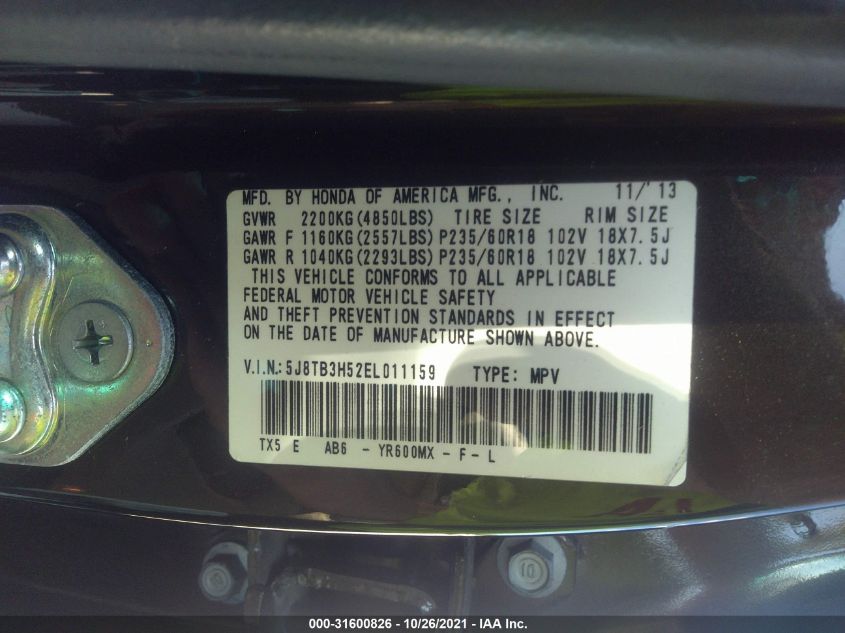 MFD. BY HONDA OF AMERICA MFG., INC. 11/'13
GVWR 2200KG(4850LBS) TIRE SIZE RIM SIZE
GAWR F 1160KG(2557LBS) P235/60R18 102V 18X7.5J
GAWR R 1040KG(2293LBS) P235/60R18 102V 18X7.5J
THIS VEHICLE CONFORMS TO ALL APPLICABLE
FEDERAL MOTOR VEHICLE SAFETY
AND THEFT PREVENTION STANDARDS IN EFFECT
ON THE DATE OF MANUFACTURE SHOWN ABOVE.
V.I.N.:5J8TB3H52EL011159 TYPE: MPV
TX5 E AB6 - YR600MX - F - L
10
000-31600826 - 10/26/2021 - IAA Inc.